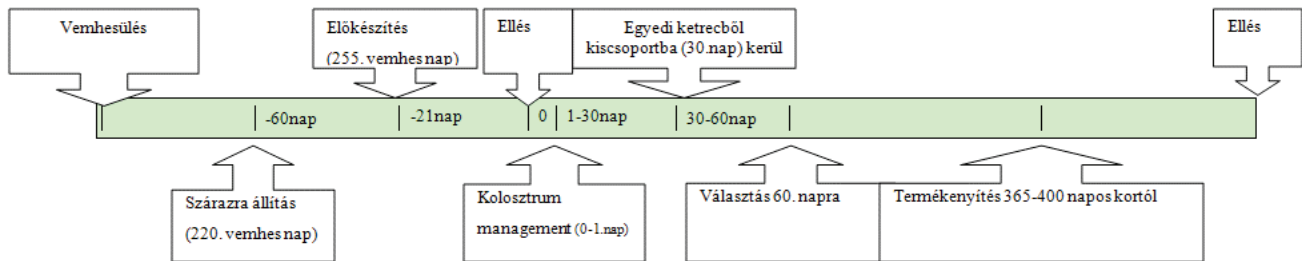 Vemhesülés
Előkészítés
(255. vemhes nap)
Ellés
Egyedi ketrecből
kiscsoportba (30.nap) kerül
Ellés
-60nap
-21nap
0
1-30nap
30-60nap
Szárazra állítás
(220. vemhes nap)
Kolosztrum
management (0-1.nap)
Választás 60. napra
Termékenyítés 365-400 napos kortól